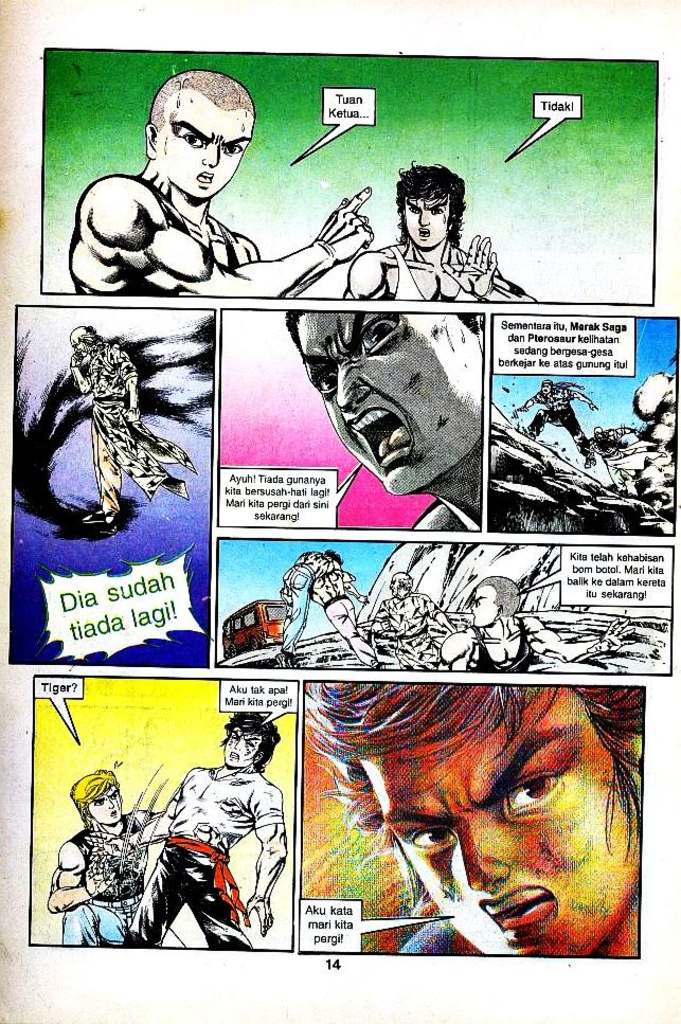 Tuan
Ketua...
Tidak!
Dia sudah
tiada lagi!
Ayuh! Tiada gunanya
kita bersusah-hati lagi!
Mari kita pergi dari sini
sekarang!
Sementara itu, Merak Saga
dan Pterosaur kelihatan
sedang bergesa-gesa
berkejar ke atas gunung itu!
Kita telah kehabisan
bom botol. Mari kita
balik ke dalam kereta
itu sekarang!
Tiger?
Aku tak apa!
Mari kita pergi!
Aku kata
mari kita
pergi!
14